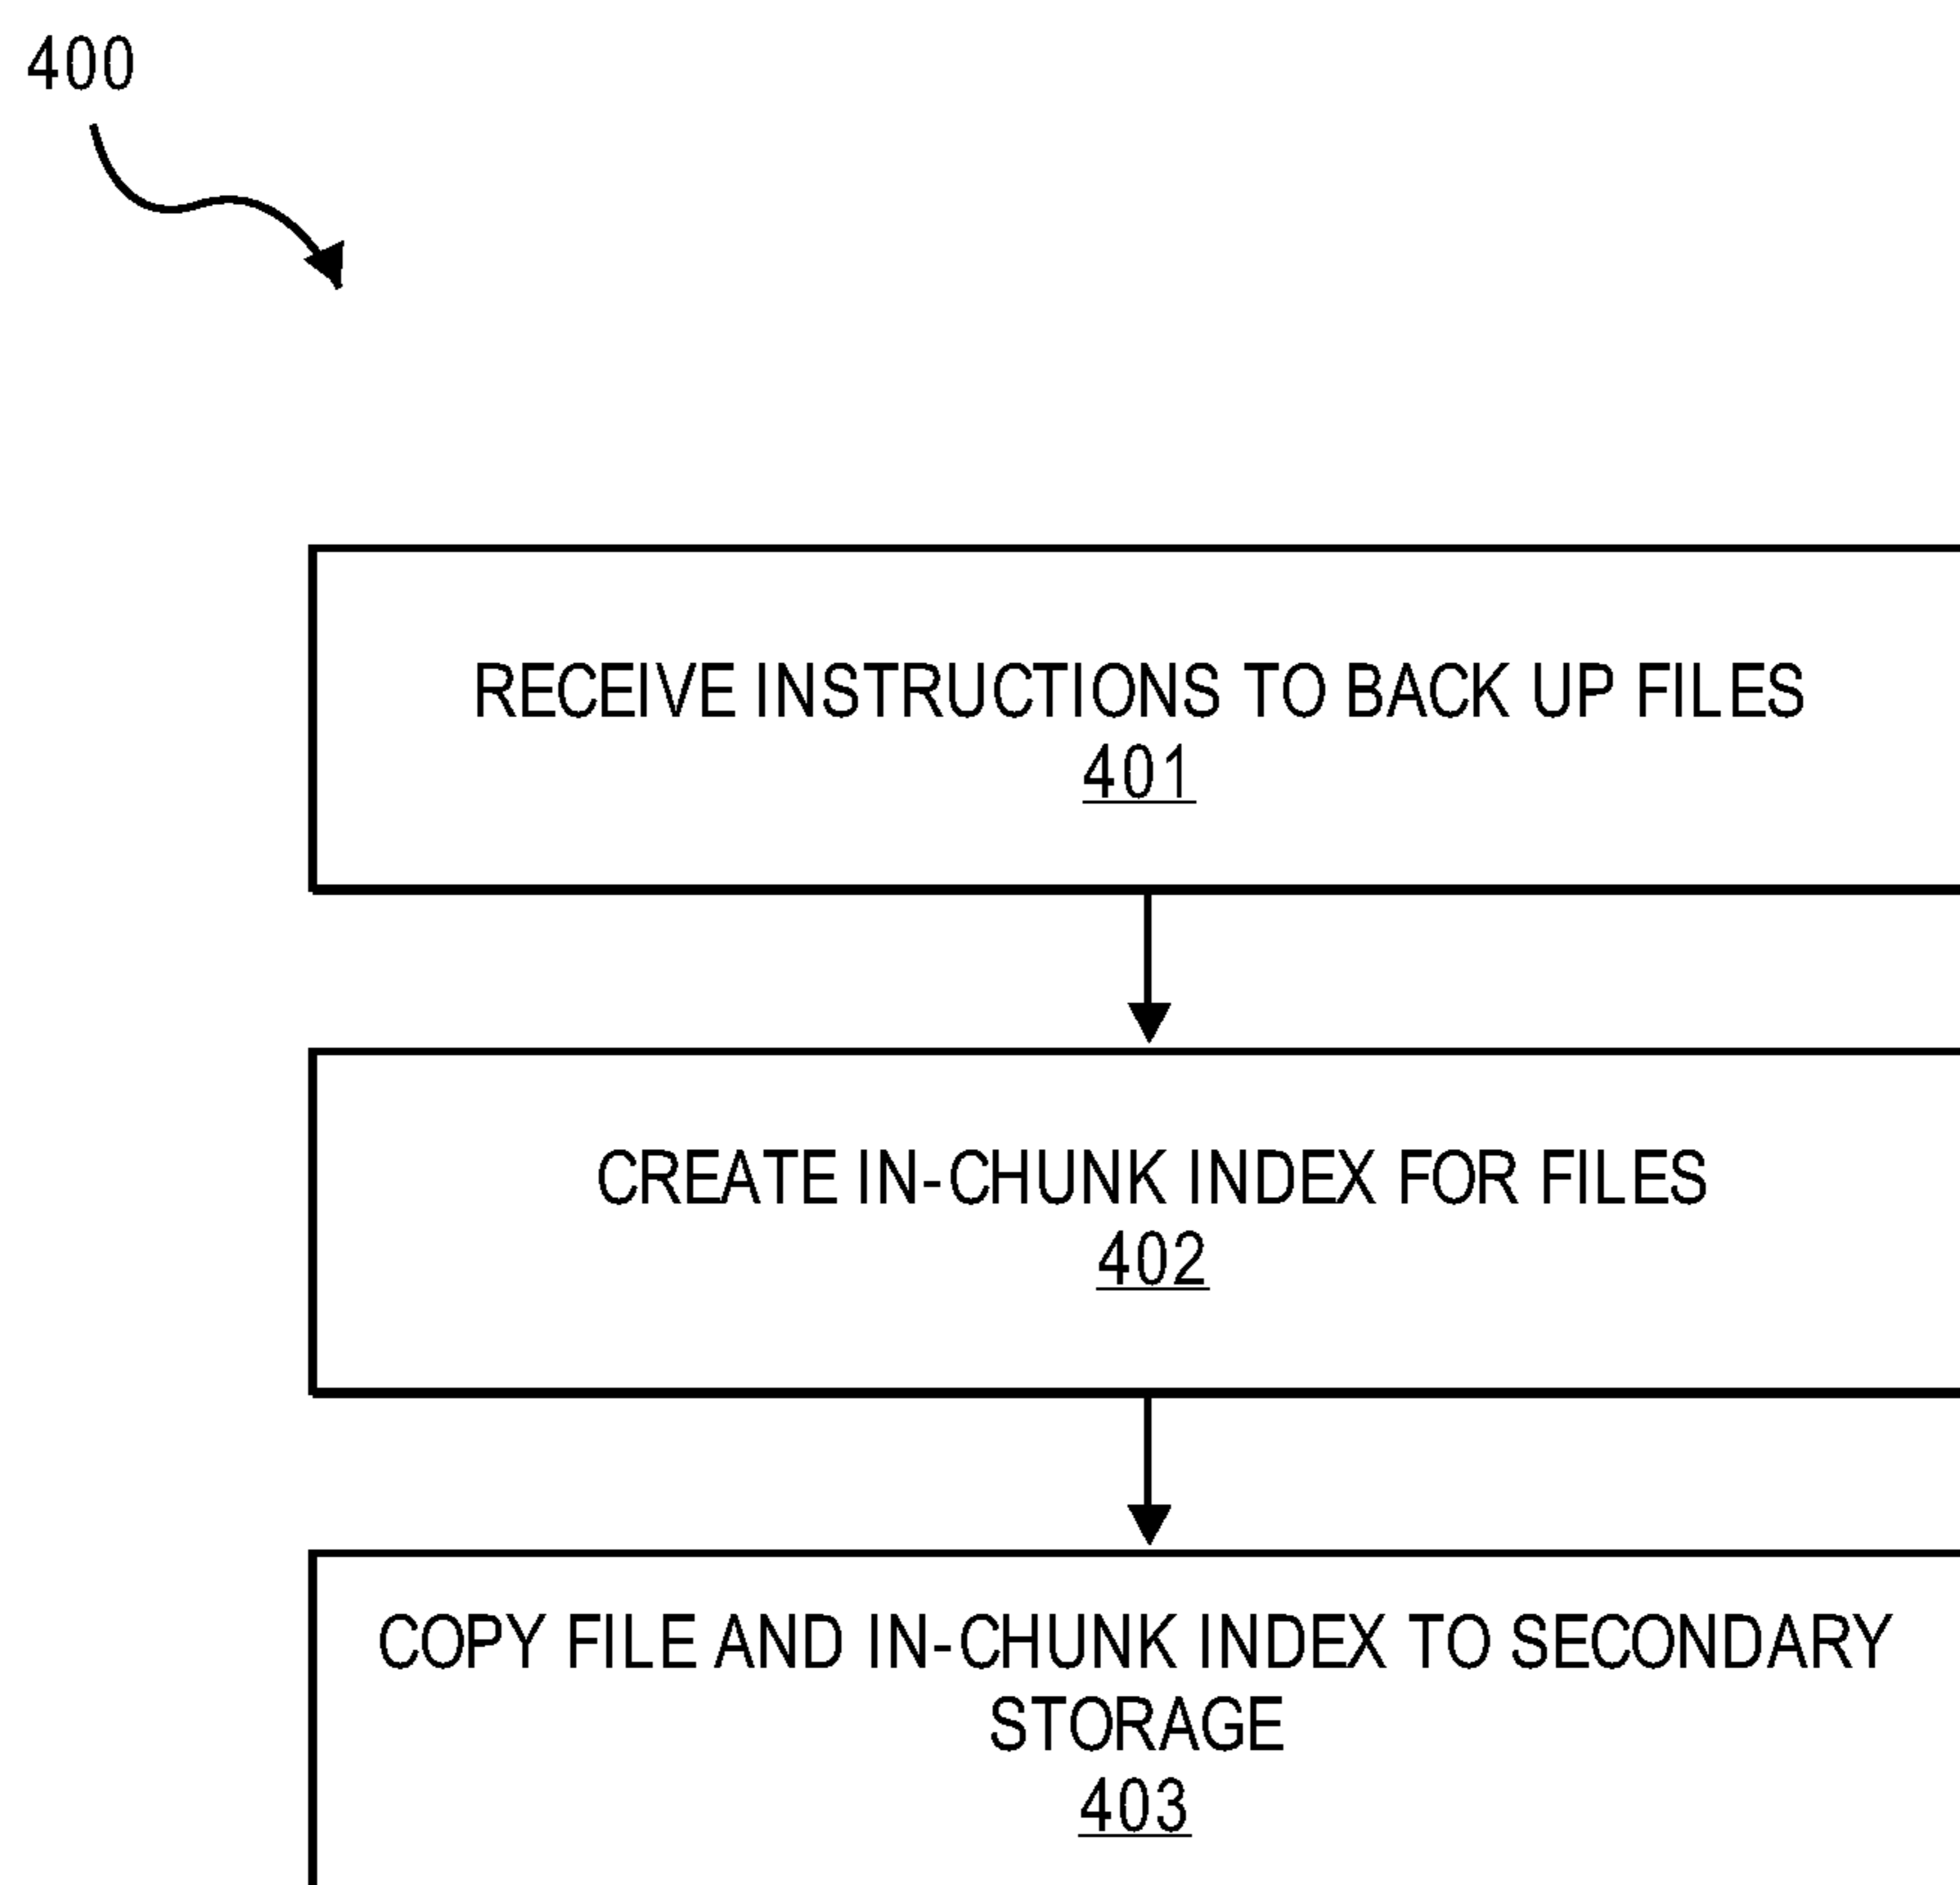 400
RECEIVE INSTRUCTIONS TO BACK UP FILES
401
CREATE IN-CHUNK INDEX FOR FILES
402
COPY FILE AND IN-CHUNK INDEX TO SECONDARY
STORAGE
403